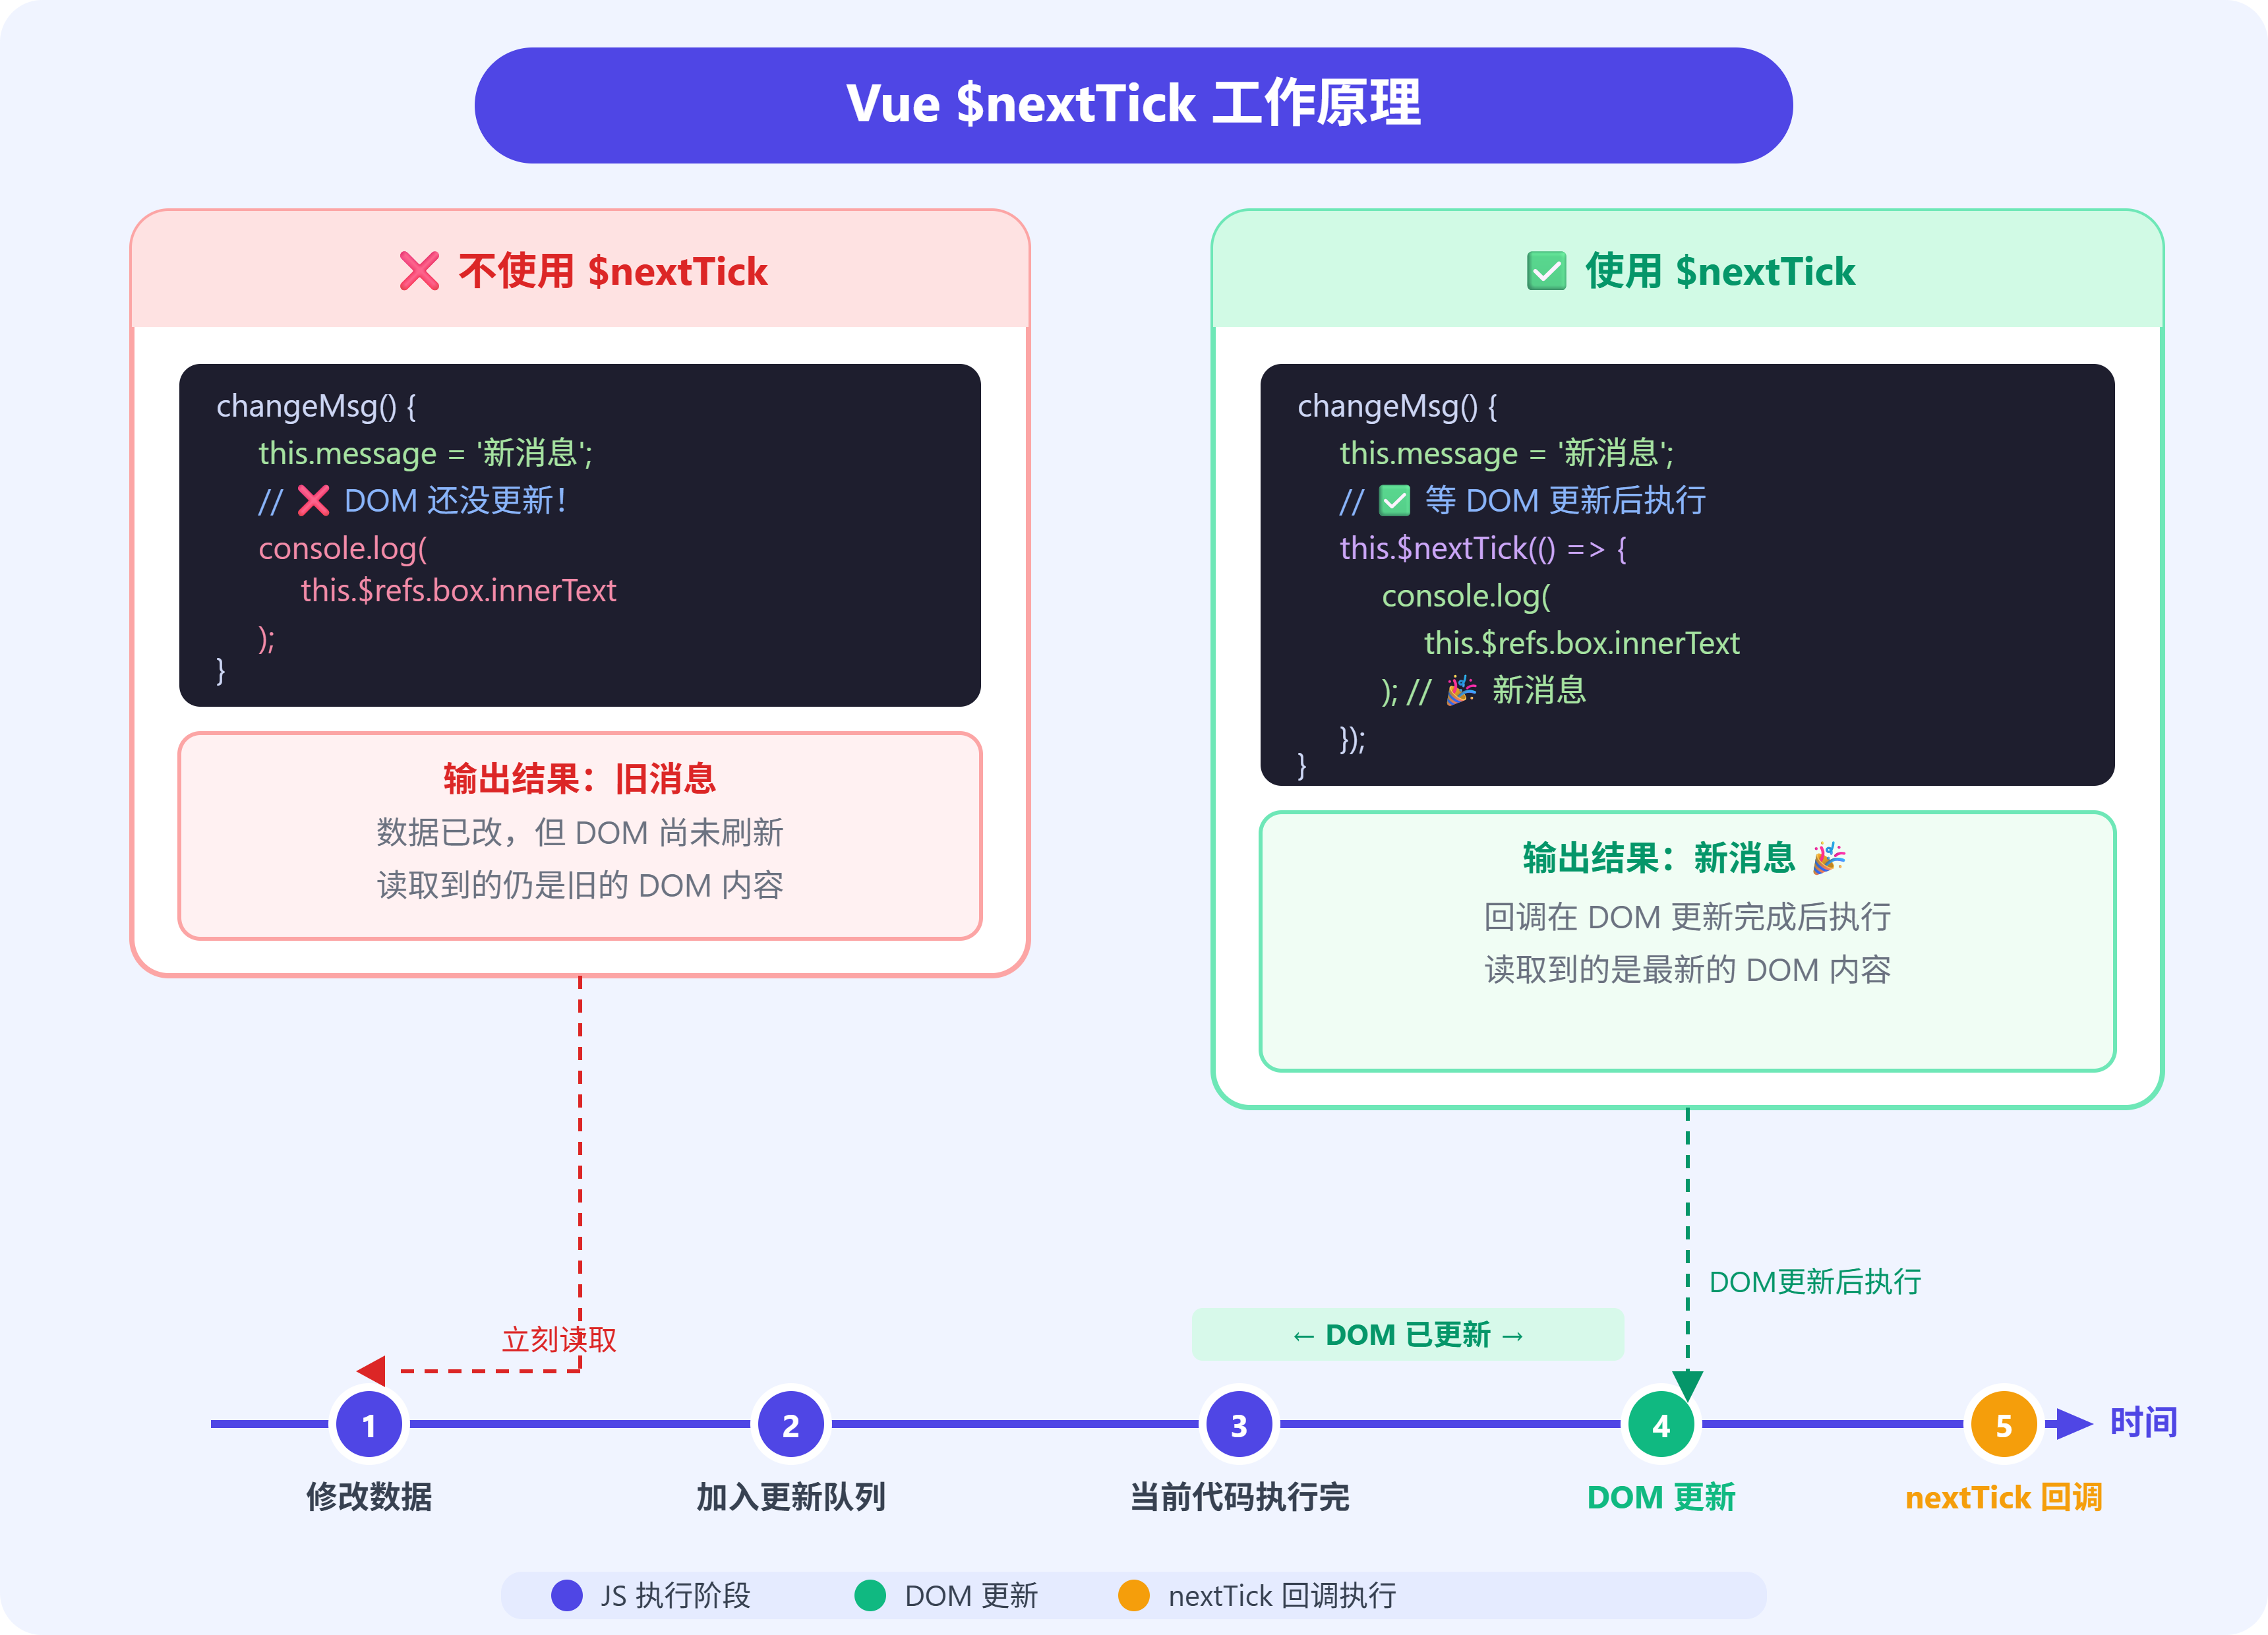 Vue $nextTick 工作原理
❌ 不使用 $nextTick
changeMsg() {
this.message = '新消息';
// ❌ DOM 还没更新！
console.log(
this.$refs.box.innerText
);
}
输出结果：旧消息
数据已改，但 DOM 尚未刷新
读取到的仍是旧的 DOM 内容
✅ 使用 $nextTick
changeMsg() {
this.message = '新消息';
// ✅ 等 DOM 更新后执行
this.$nextTick(() => {
console.log(
this.$refs.box.innerText
); // 🎉 新消息
});
}
输出结果：新消息 🎉
回调在 DOM 更新完成后执行
读取到的是最新的 DOM 内容
立刻读取
DOM更新后执行
← DOM 已更新 →
1
2
3
4
5
时间
修改数据
加入更新队列
当前代码执行完
DOM 更新
nextTick 回调
JS 执行阶段
DOM 更新
nextTick 回调执行